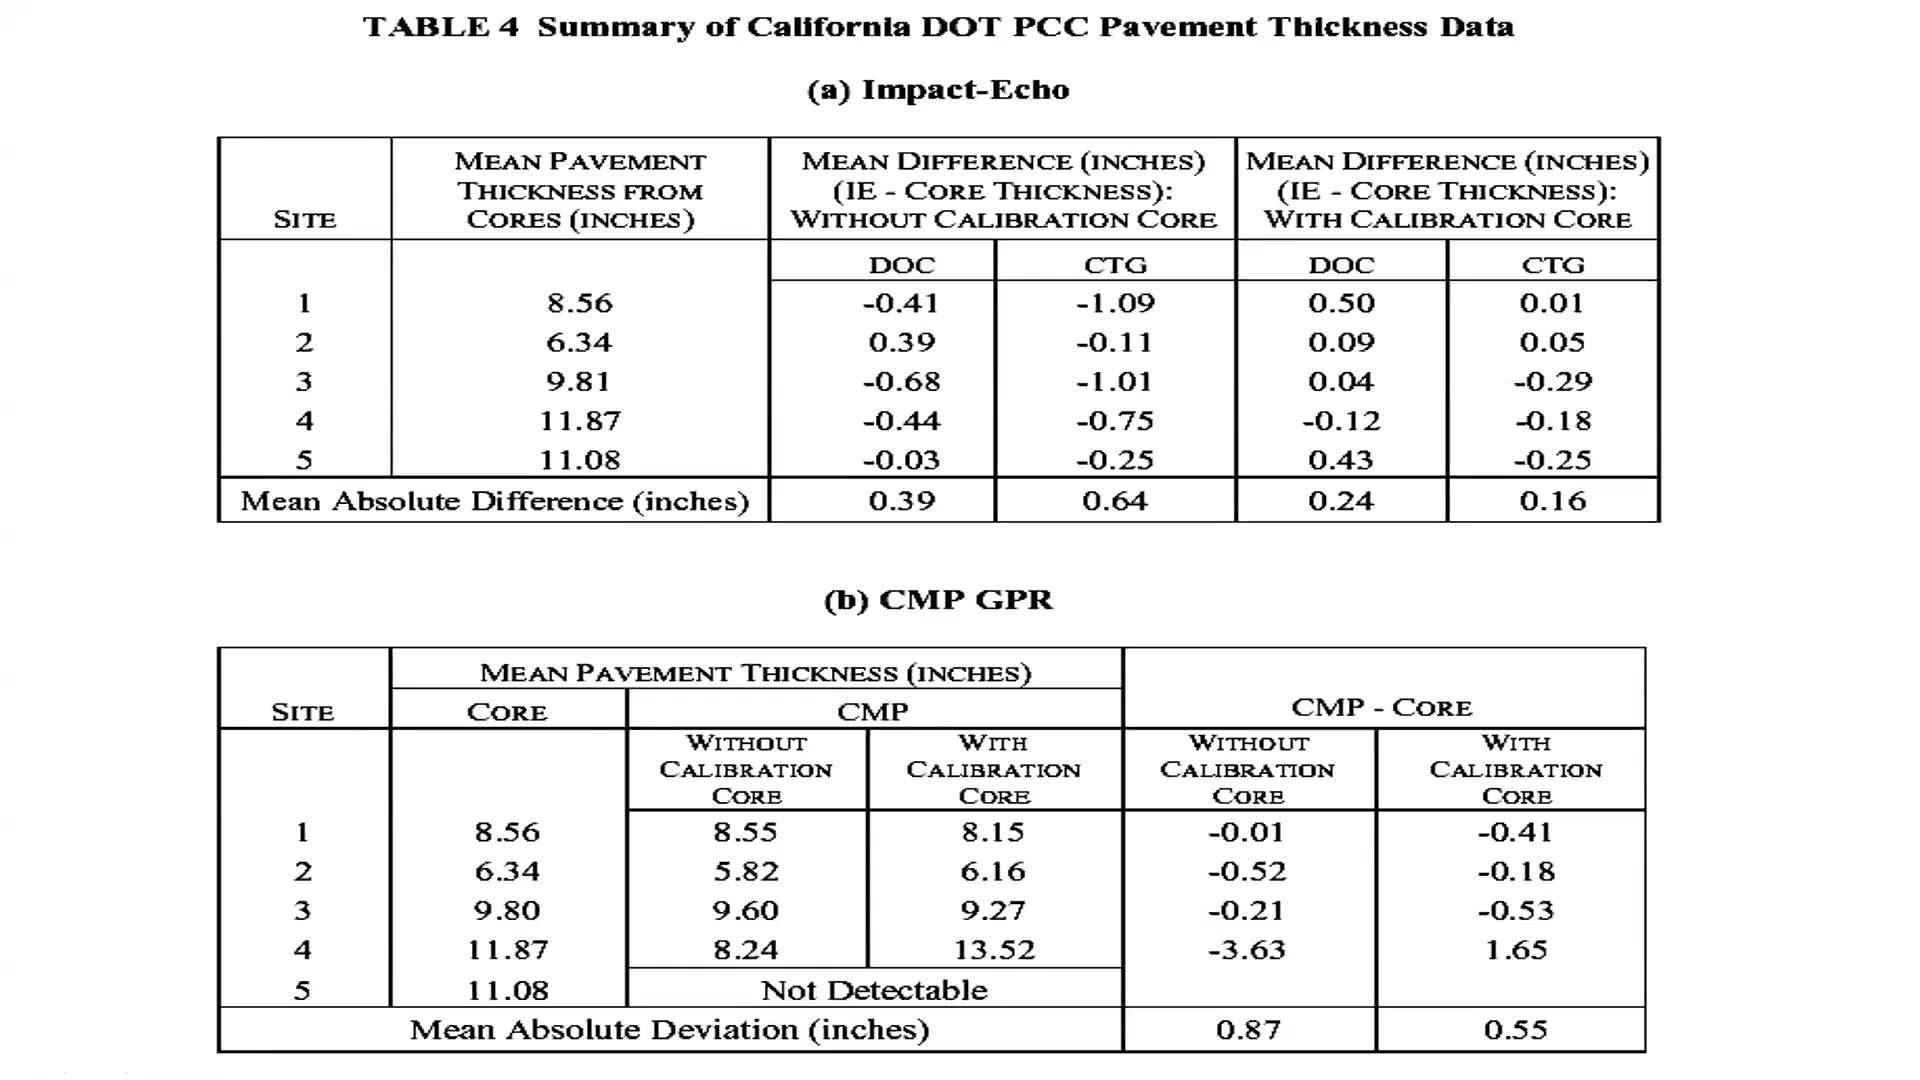 TABLE 4 Summary of California DOT PCC Pavement Thickness Data
(a) Impact-Echo
SITE
MEAN PAVEMENT
THICKNESS FROM
CORES (INCHES)
MEAN DIFFERENCE (INCHES)
(IE - CORE THICKNESS):
WITHOUT CALIBRATION CORE
MEAN DIFFERENCE (INCHES)
(IE - CORE THICKNESS):
WITH CALIBRATION CORE
DOC CTG DOC CTG
1 8.56 -0.41 -1.09 0.50 0.01
2 6.34 0.39 -0.11 0.09 0.05
3 9.81 -0.68 -1.01 0.04 -0.29
4 11.87 -0.44 -0.75 -0.12 -0.18
5 11.08 -0.03 -0.25 0.43 -0.25
Mean Absolute Difference (inches) 0.39 0.64 0.24 0.16
(b) CMP GPR
SITE
MEAN PAVEMENT THICKNESS (INCHES)
CORE CMP
CMP - CORE
WITHOUT
CALIBRATION
CORE
WITH
CALIBRATION
CORE
WITHOUT
CALIBRATION
CORE
WITH
CALIBRATION
CORE
1 8.56 8.55 8.15 -0.01 -0.41
2 6.34 5.82 6.16 -0.52 -0.18
3 9.80 9.60 9.27 -0.21 -0.53
4 11.87 8.24 13.52 -3.63 1.65
5 11.08 Not Detectable
Mean Absolute Deviation (inches) 0.87 0.55